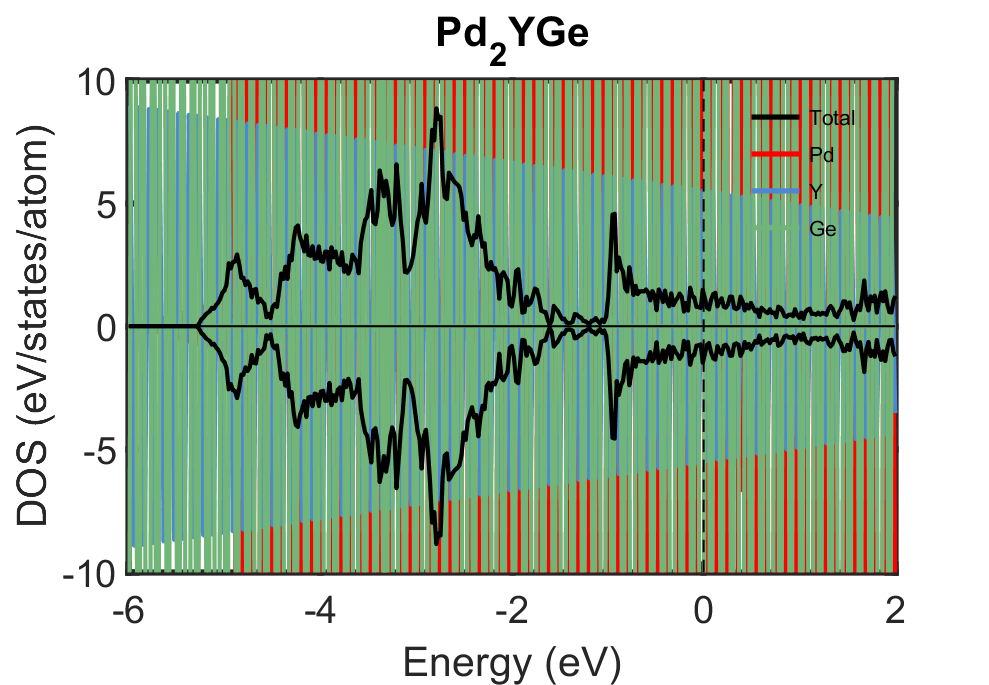 Pd2YGe
10
5
0
-5
-10
DOS (eV/states/atom)
Total
Pd
Y
Ge
-6 -4 -2 0 2
Energy (eV)